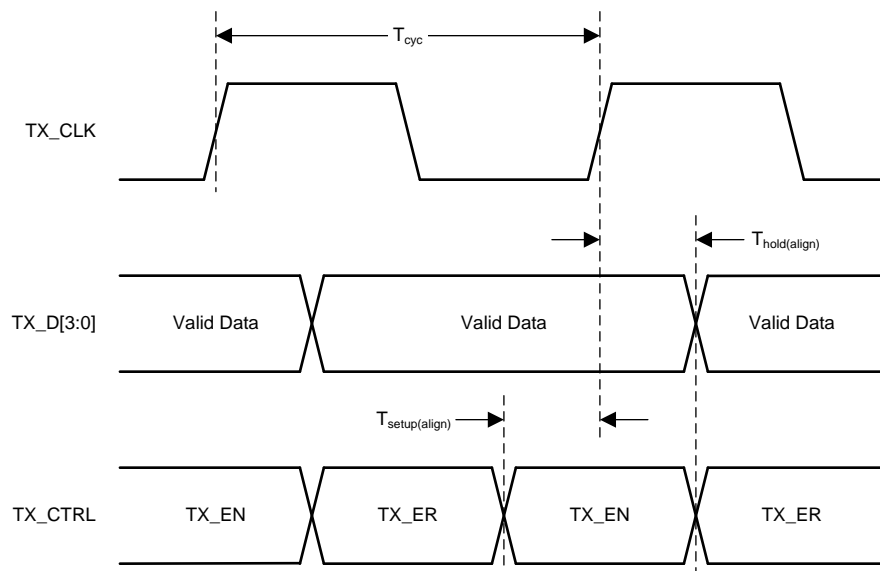 Tcyc
TX_CLK
Thold(align)
TX_D[3:0] Valid Data Valid Data Valid Data
Tsetup(align)
TX_CTRL TX_EN TX_ER TX_EN TX_ER